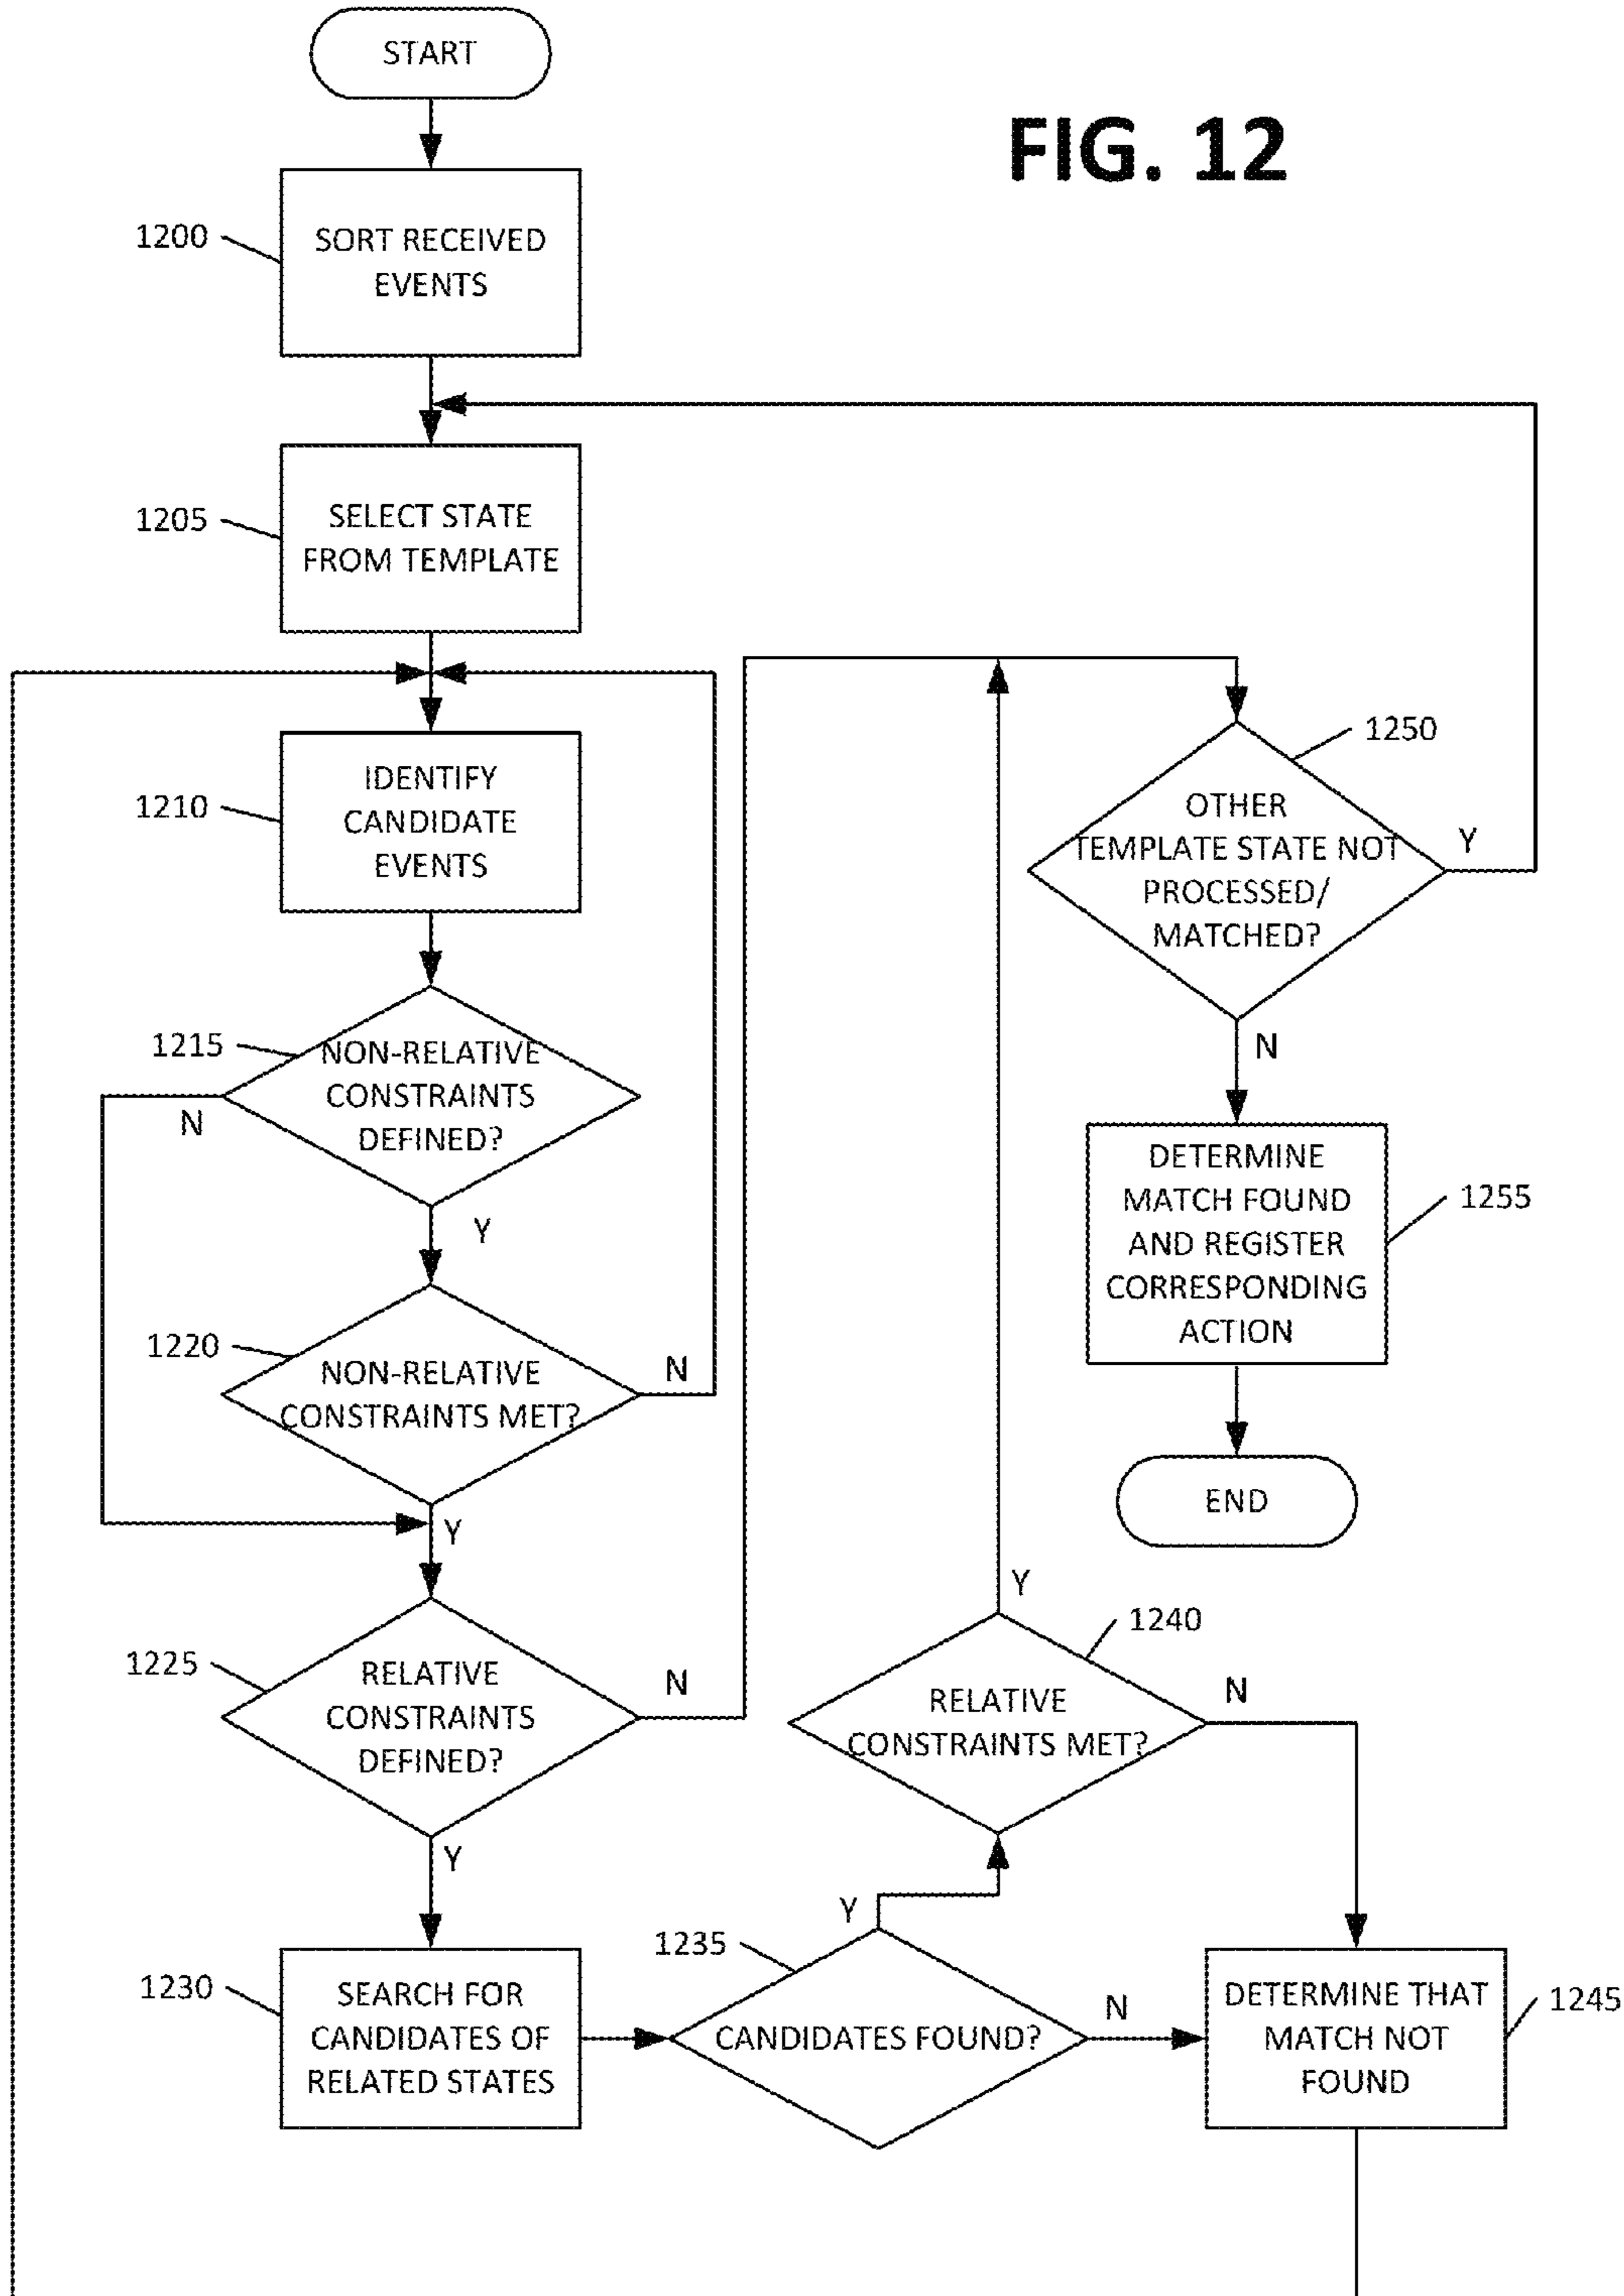 START
FIG. 12
1200
SORT RECEIVED
EVENTS
1205
SELECT STATE
FROM TEMPLATE
1210
IDENTIFY
CANDIDATE
EVENTS
1215
NON-RELATIVE
CONSTRAINTS
DEFINED?
N
Y
1220
NON-RELATIVE
CONSTRAINTS MET?
N
Y
1225
RELATIVE
CONSTRAINTS
DEFINED?
N
Y
1230
SEARCH FOR
CANDIDATES OF
RELATED STATES
1235
CANDIDATES FOUND?
Y
N
1240
RELATIVE
CONSTRAINTS MET?
Y
N
1245
DETERMINE THAT
MATCH NOT
FOUND
1250
OTHER
TEMPLATE STATE NOT
PROCESSED/
MATCHED?
Y
N
1255
DETERMINE
MATCH FOUND
AND REGISTER
CORRESPONDING
ACTION
END